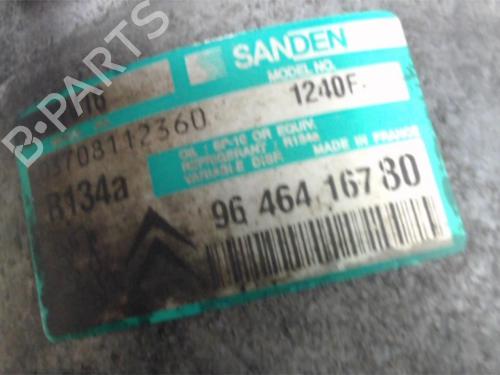 SANDEN
MODEL NO.
1240F
708112360
OIL : SP-10 OR EQUIV.
REFRIGERANT : R134a
VARIABLE DISP. MADE IN FRANCE
R134a
96 464 167 80
B-PARTS